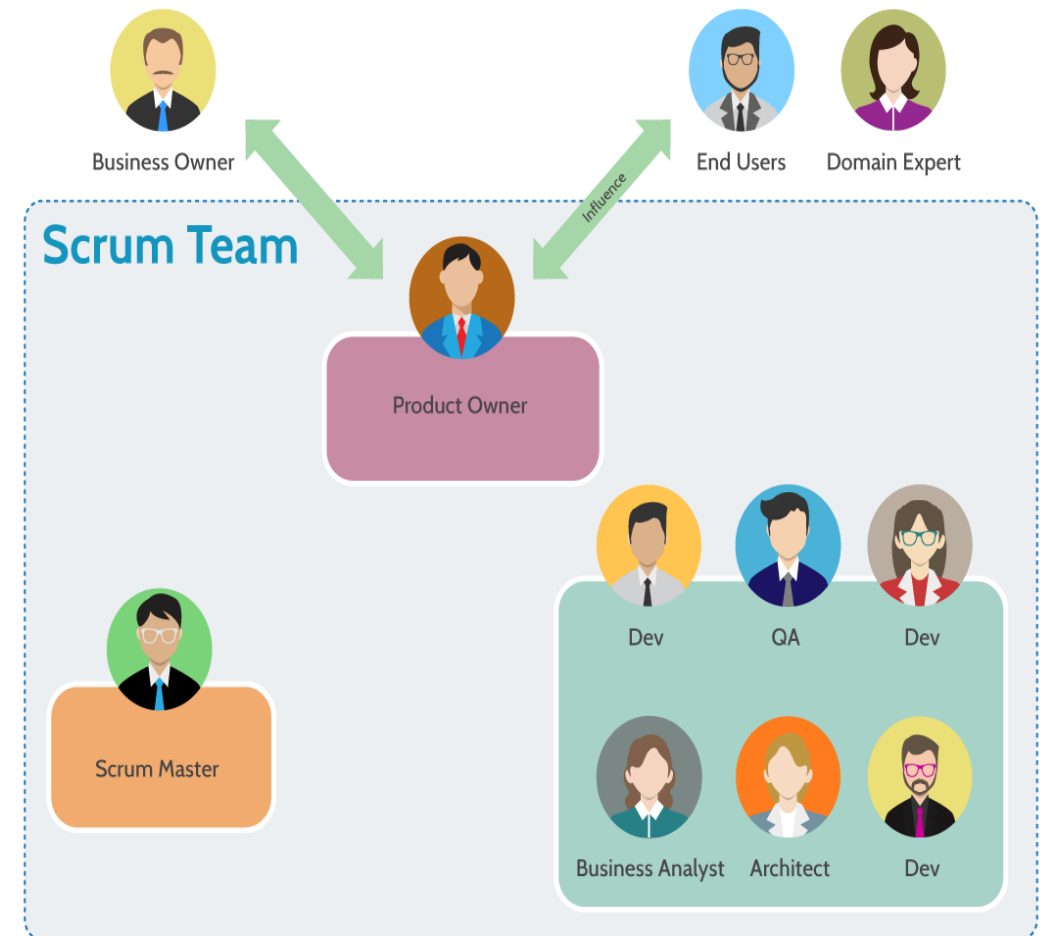 Business Owner
End Users
Domain Expert
Influence
Scrum Team
Product Owner
Dev
QA
Dev
Scrum Master
Business Analyst
Architect
Dev